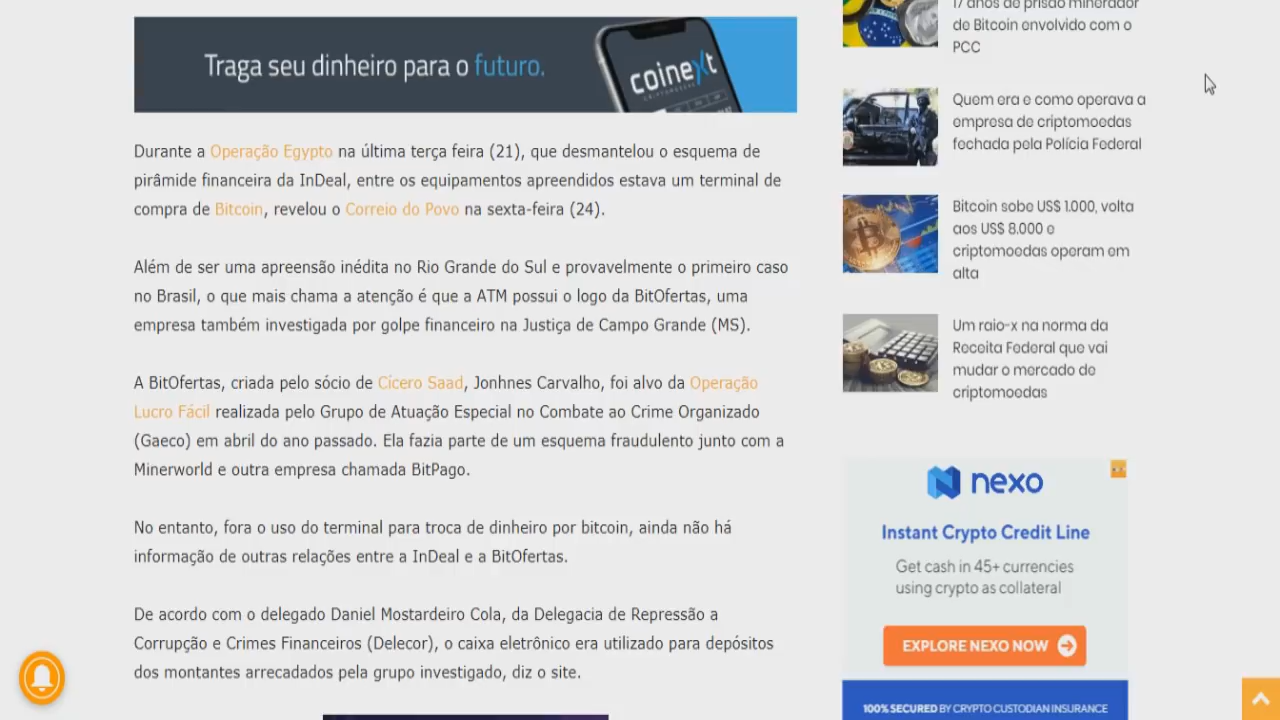 Traga seu dinheiro para o futuro.
coinext
Durante a Operação Egypto na última terça feira (21), que desmantelou o esquema de
pirâmide financeira da InDeal, entre os equipamentos apreendidos estava um terminal de
compra de Bitcoin, revelou o Correio do Povo na sexta-feira (24).
Além de ser uma apreensão inédita no Rio Grande do Sul e provavelmente o primeiro caso
no Brasil, o que mais chama a atenção é que a ATM possui o logo da BitOfertas, uma
empresa também investigada por golpe financeiro na Justiça de Campo Grande (MS).
A BitOfertas, criada pelo sócio de Cícero Saad, Jonhnes Carvalho, foi alvo da Operação
Lucro Fácil realizada pelo Grupo de Atuação Especial no Combate ao Crime Organizado
(Gaeco) em abril do ano passado. Ela fazia parte de um esquema fraudulento junto com a
Minerworld e outra empresa chamada BitPago.
No entanto, fora o uso do terminal para troca de dinheiro por bitcoin, ainda não há
informação de outras relações entre a InDeal e a BitOfertas.
De acordo com o delegado Daniel Mostardeiro Cola, da Delegacia de Repressão a
Corrupção e Crimes Financeiros (Delecor), o caixa eletrônico era utilizado para depósitos
dos montantes arrecadados pela grupo investigado, diz o site.
17 anos de prisão minerador
de Bitcoin envolvido com o
PCC
Quem era e como operava a
empresa de criptomoedas
fechada pela Polícia Federal
Bitcoin sobe US$ 1.000, volta
aos US$ 8.000 e
criptomoedas operam em
alta
Um raio-x na norma da
Receita Federal que vai
mudar o mercado de
criptomoedas
nexo
Instant Crypto Credit Line
Get cash in 45+ currencies
using crypto as collateral
EXPLORE NEXO NOW
100% SECURED BY CRYPTO CUSTODIAN INSURANCE